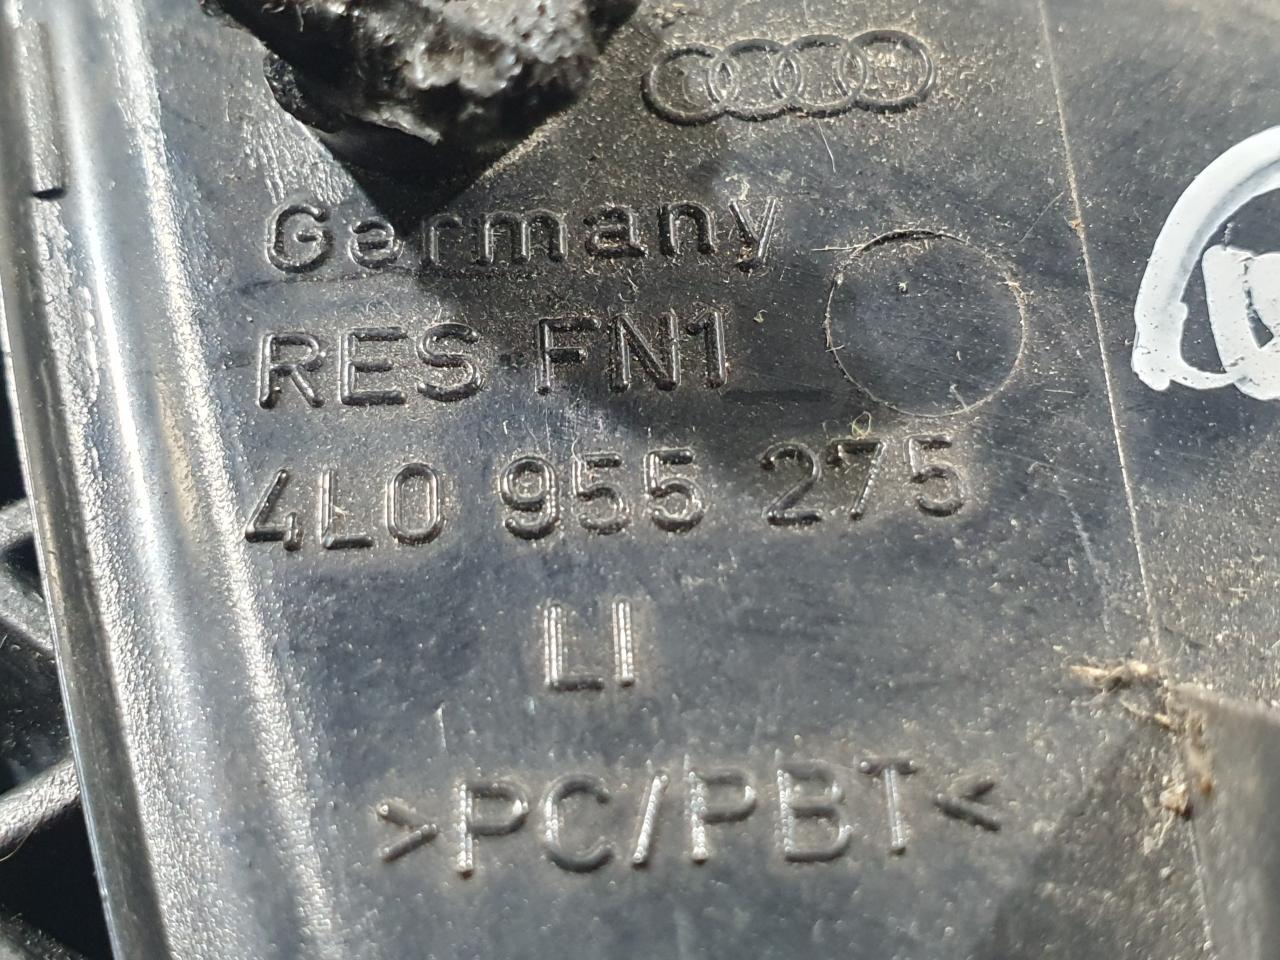 Germany
RES FN1
4L0 955 275
LI
>PC/PBT<